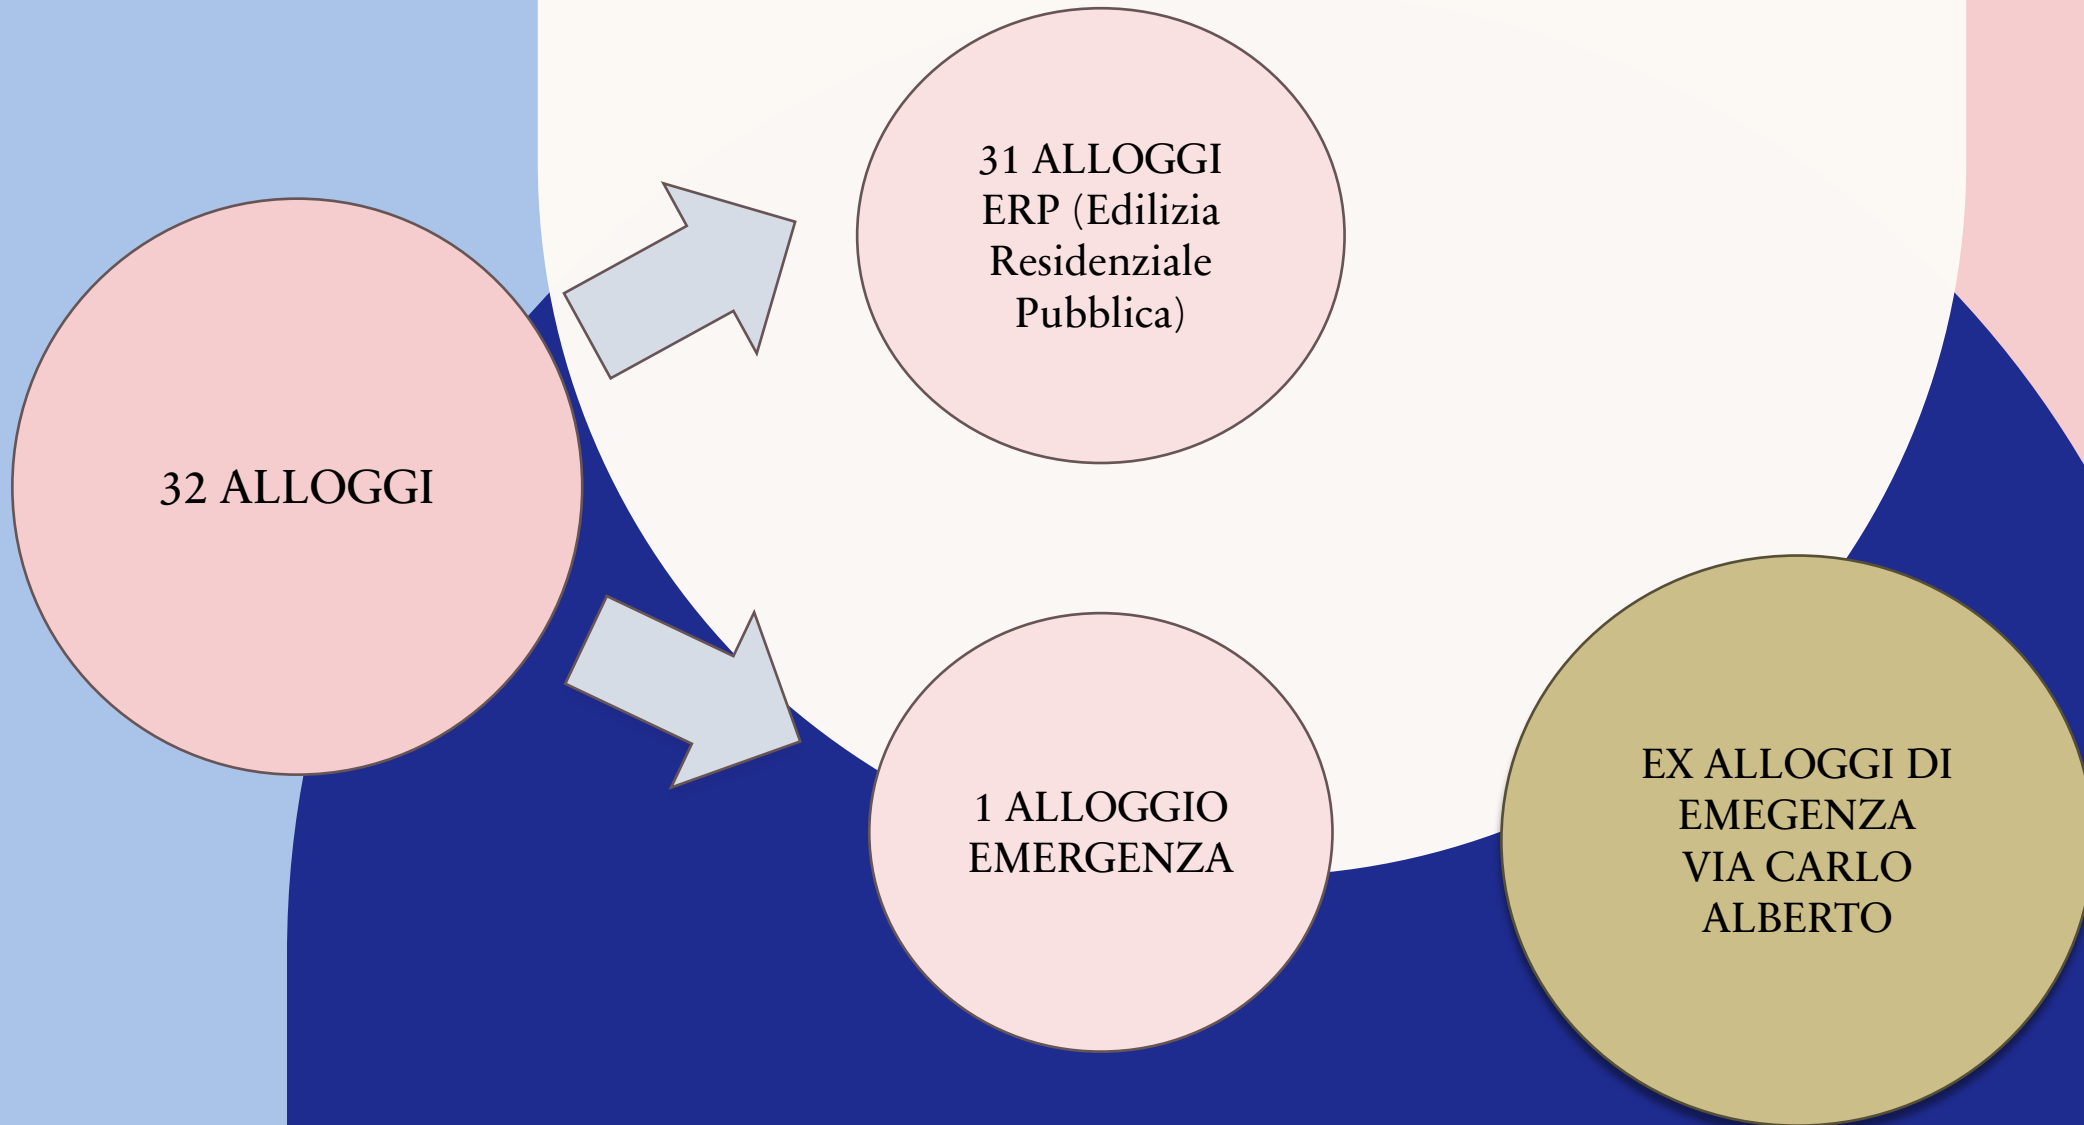 32 ALLOGGI
31 ALLOGGI
ERP (Edilizia
Residenziale
Pubblica)
1 ALLOGGIO
EMERGENZA
EX ALLOGGI DI
EMEGENZA
VIA CARLO
ALBERTO